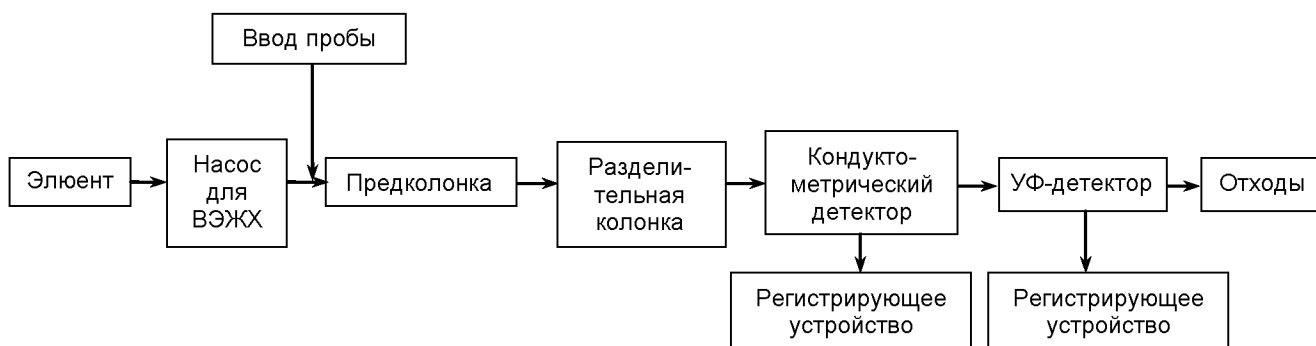 Ввод пробы
Элюент
Насос
для
ВЭЖХ
Предколонка
Раздели-
тельная
колонка
Кондукто-
метрический
детектор
УФ-детектор
Отходы
Регистрирующее
устройство
Регистрирующее
устройство